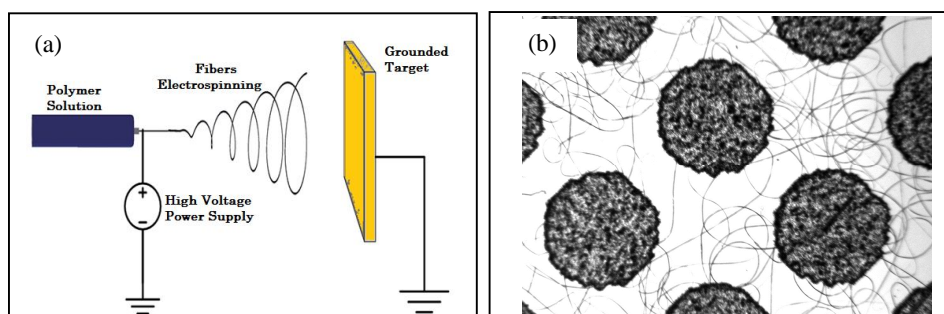 (a)
Polymer
Solution
Fibers
Electrospinning
Grounded
Target
+
−
High Voltage
Power Supply
(b)